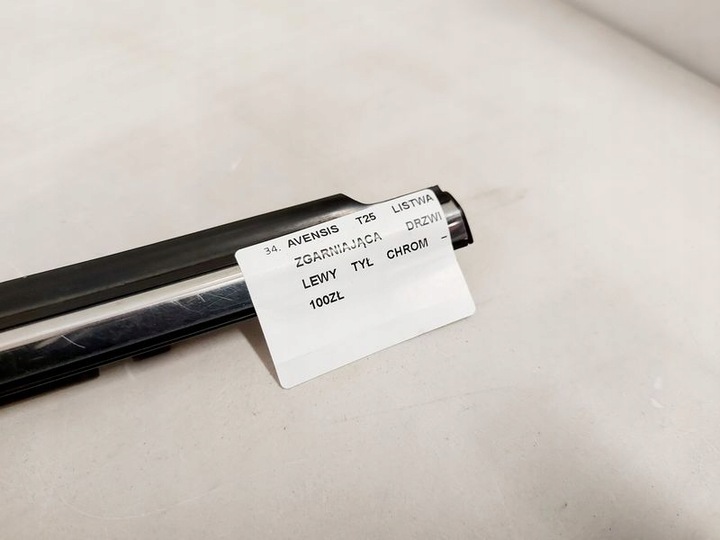 34. AVENSIS T25 LISTWA
ZGARNIAJĄCA DRZWI
LEWY TYŁ CHROM –
100ZŁ